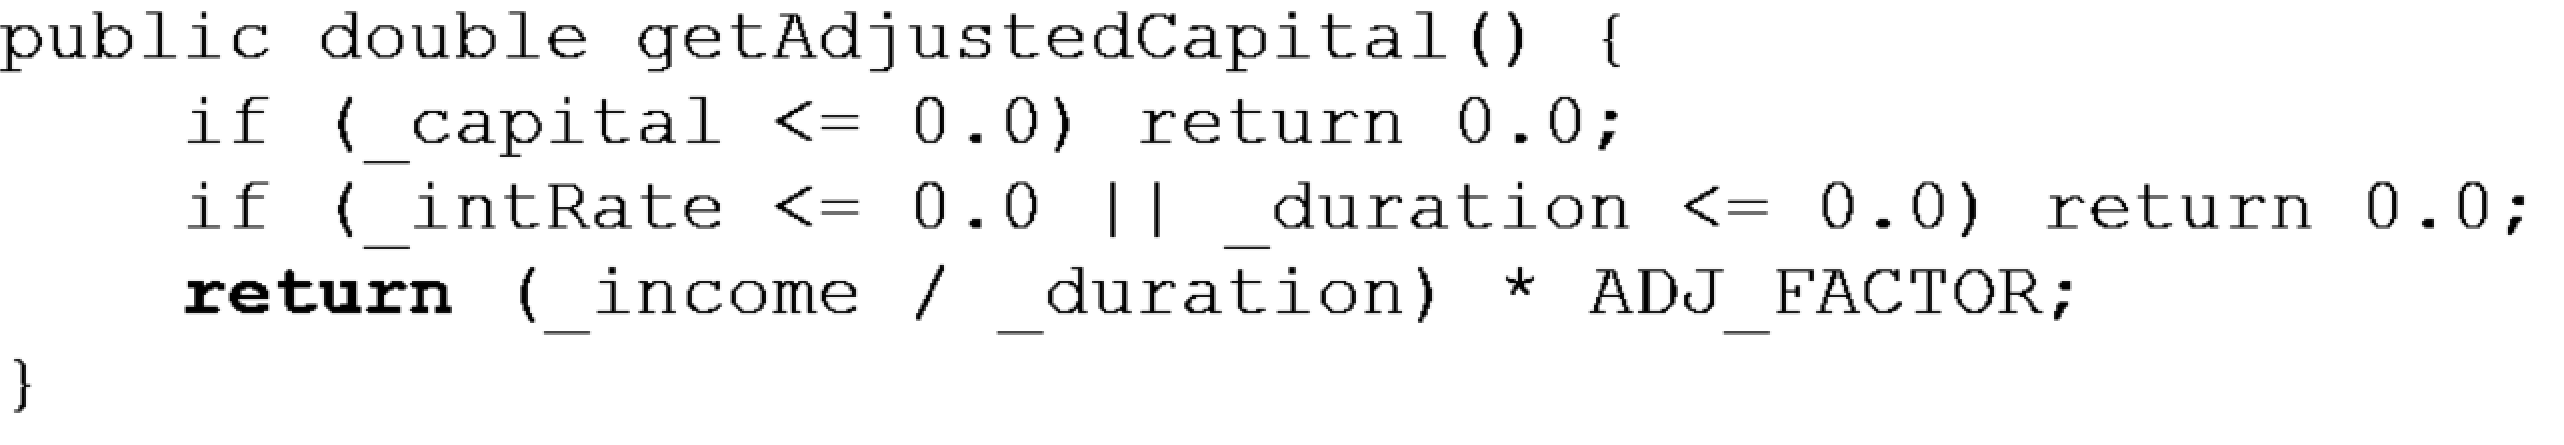 public double getAdjustedCapital() {
    if (_capital <= 0.0) return 0.0;
    if (_intRate <= 0.0 || _duration <= 0.0) return 0.0;
    return (_income / _duration) * ADJ_FACTOR;
}